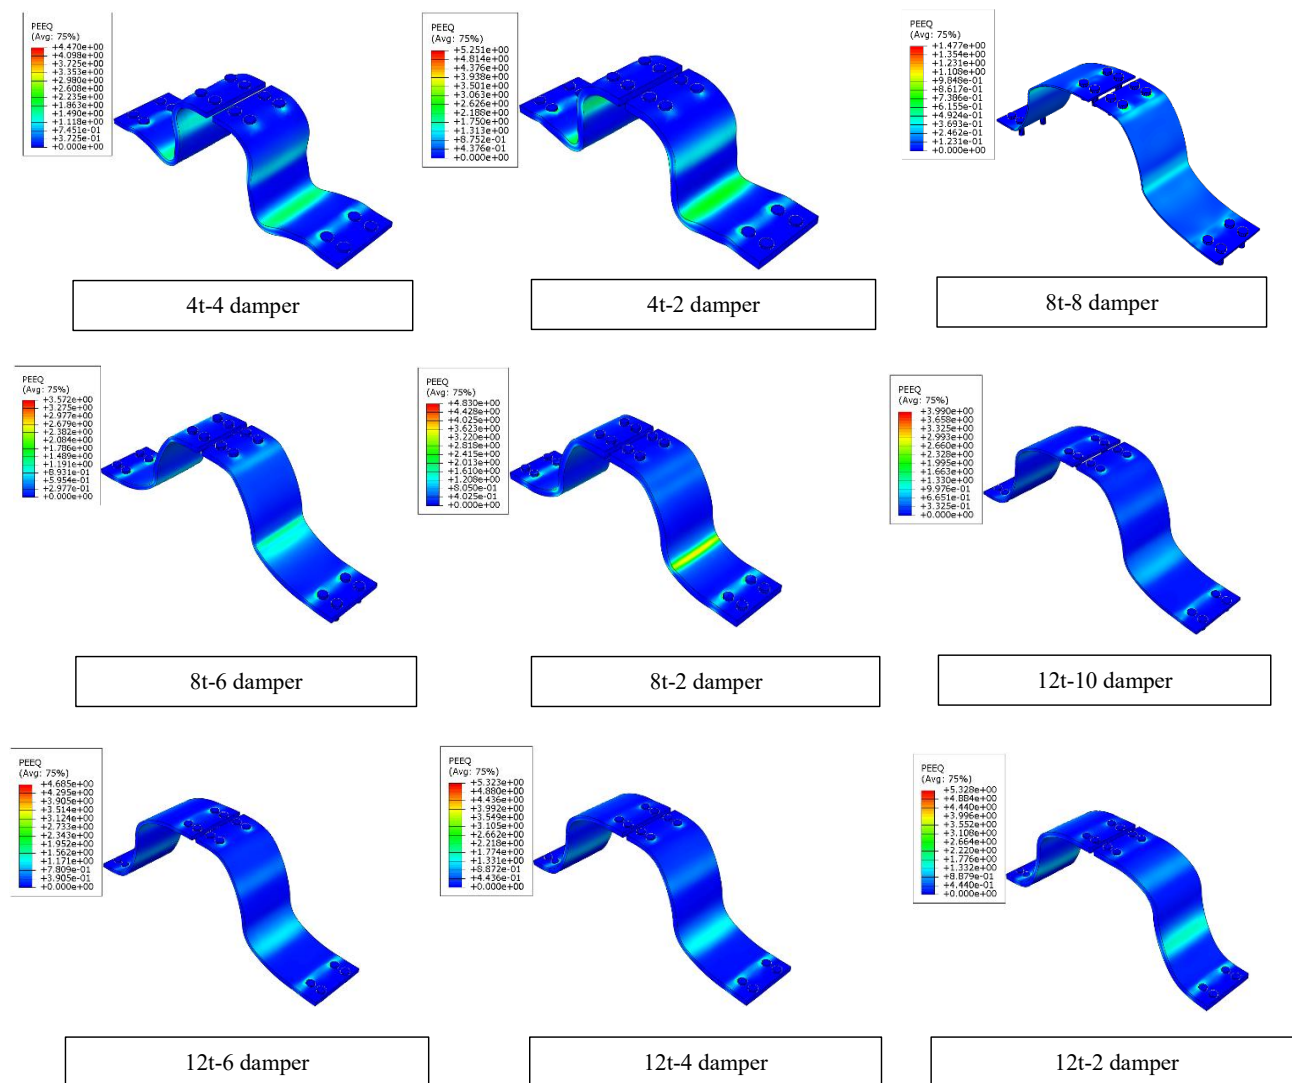 PEEQ
(Avg: 75%)
+4.470e+00
+4.098e+00
+3.725e+00
+3.353e+00
+2.980e+00
+2.608e+00
+2.235e+00
+1.863e+00
+1.490e+00
+1.118e+00
+7.451e-01
+3.725e-01
+0.000e+00
4t-4 damper
PEEQ
(Avg: 75%)
+5.251e+00
+4.814e+00
+4.376e+00
+3.938e+00
+3.501e+00
+3.063e+00
+2.626e+00
+2.188e+00
+1.750e+00
+1.313e+00
+8.752e-01
+4.376e-01
+0.000e+00
4t-2 damper
PEEQ
(Avg: 75%)
+1.477e+00
+1.354e+00
+1.231e+00
+1.108e+00
+9.848e-01
+8.617e-01
+7.386e-01
+6.155e-01
+4.924e-01
+3.693e-01
+2.462e-01
+1.231e-01
+0.000e+00
8t-8 damper
PEEQ
(Avg: 75%)
+3.572e+00
+3.275e+00
+2.977e+00
+2.679e+00
+2.382e+00
+2.084e+00
+1.786e+00
+1.489e+00
+1.191e+00
+8.931e-01
+5.954e-01
+2.977e-01
+0.000e+00
8t-6 damper
PEEQ
(Avg: 75%)
+4.830e+00
+4.428e+00
+4.025e+00
+3.623e+00
+3.220e+00
+2.818e+00
+2.415e+00
+2.013e+00
+1.610e+00
+1.208e+00
+8.050e-01
+4.025e-01
+0.000e+00
8t-2 damper
PEEQ
(Avg: 75%)
+3.990e+00
+3.658e+00
+3.325e+00
+2.993e+00
+2.660e+00
+2.328e+00
+1.995e+00
+1.663e+00
+1.330e+00
+9.976e-01
+6.651e-01
+3.325e-01
+0.000e+00
12t-10 damper
PEEQ
(Avg: 75%)
+4.685e+00
+4.295e+00
+3.905e+00
+3.514e+00
+3.124e+00
+2.733e+00
+2.343e+00
+1.952e+00
+1.562e+00
+1.171e+00
+7.809e-01
+3.905e-01
+0.000e+00
12t-6 damper
PEEQ
(Avg: 75%)
+5.323e+00
+4.880e+00
+4.436e+00
+3.992e+00
+3.549e+00
+3.105e+00
+2.662e+00
+2.218e+00
+1.774e+00
+1.331e+00
+8.872e-01
+4.436e-01
+0.000e+00
12t-4 damper
PEEQ
(Avg: 75%)
+5.328e+00
+4.884e+00
+4.440e+00
+3.996e+00
+3.552e+00
+3.108e+00
+2.664e+00
+2.220e+00
+1.776e+00
+1.332e+00
+8.879e-01
+4.440e-01
+0.000e+00
12t-2 damper